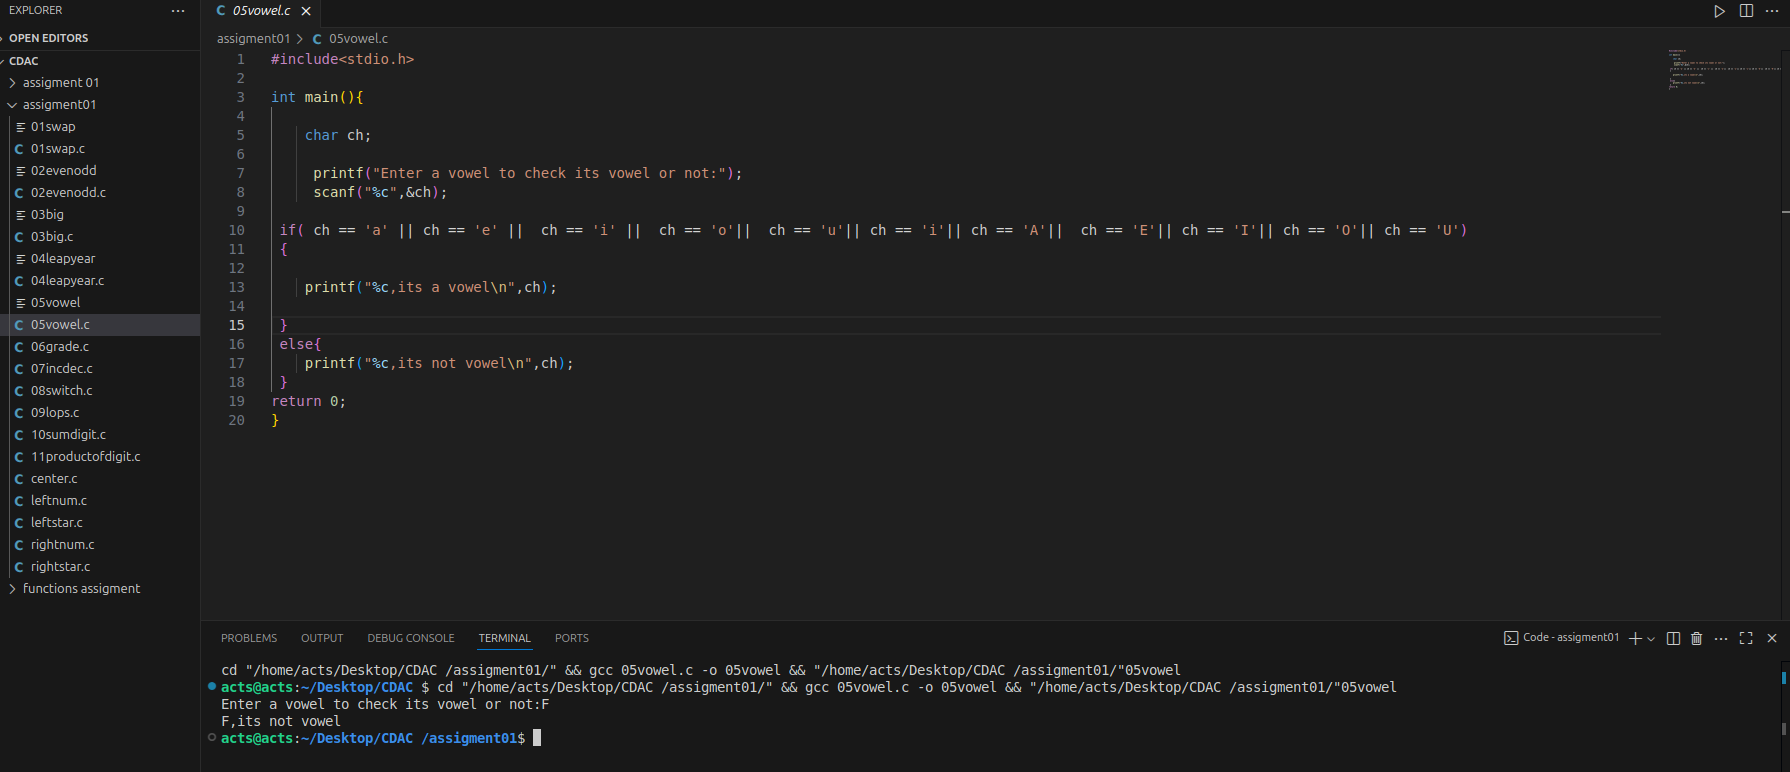 EXPLORER
OPEN EDITORS
CDAC
assigment 01
assigment01
01swap
01swap.c
02evenodd
02evenodd.c
03big
03big.c
04leapyear
04leapyear.c
05vowel
05vowel.c
06grade.c
07incdec.c
08switch.c
09lops.c
10sumdigit.c
11productofdigit.c
center.c
leftnum.c
leftstar.c
rightnum.c
rightstar.c
functions assigment
C 05vowel.c
assigment01 > C 05vowel.c
1 #include<stdio.h>
2
3 int main(){
4
5 char ch;
6
7 printf("Enter a vowel to check its vowel or not:");
8 scanf("%c",&ch);
9
10 if( ch == 'a' || ch == 'e' ||  ch == 'i' ||  ch == 'o'||  ch == 'u'|| ch == 'i'|| ch == 'A'||  ch == 'E'|| ch == 'I'|| ch == 'O'|| ch == 'U')
11 {
12
13 printf("%c,its a vowel\n",ch);
14
15 }
16 else{
17 printf("%c,its not vowel\n",ch);
18 }
19 return 0;
20 }
PROBLEMS OUTPUT DEBUG CONSOLE TERMINAL PORTS
Code - assigment01
cd "/home/acts/Desktop/CDAC /assigment01/" && gcc 05vowel.c -o 05vowel && "/home/acts/Desktop/CDAC /assigment01/"05vowel
acts@acts:~/Desktop/CDAC $ cd "/home/acts/Desktop/CDAC /assigment01/" && gcc 05vowel.c -o 05vowel && "/home/acts/Desktop/CDAC /assigment01/"05vowel
Enter a vowel to check its vowel or not:F
F,its not vowel
acts@acts:~/Desktop/CDAC /assigment01$